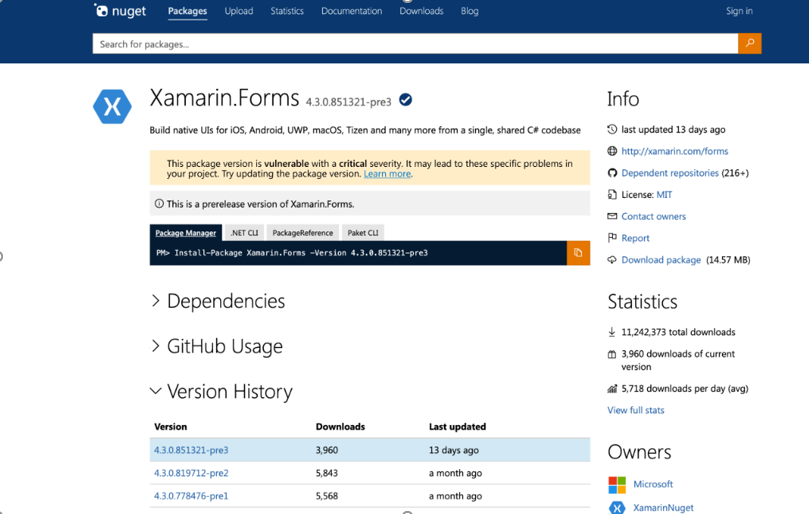 nuget
Packages Upload Statistics Documentation Downloads Blog Sign in
Search for packages...
Xamarin.Forms 4.3.0.851321-pre3
Build native UIs for iOS, Android, UWP, macOS, Tizen and many more from a single, shared C# codebase
This package version is vulnerable with a critical severity. It may lead to these specific problems in
your project. Try updating the package version. Learn more.
This is a prerelease version of Xamarin.Forms.
Package Manager .NET CLI PackageReference Paket CLI
PM> Install-Package Xamarin.Forms -Version 4.3.0.851321-pre3
Dependencies
GitHub Usage
Version History
Version Downloads Last updated
4.3.0.851321-pre3 3,960 13 days ago
4.3.0.819712-pre2 5,843 a month ago
4.3.0.778476-pre1 5,568 a month ago
Info
last updated 13 days ago
http://xamarin.com/forms
Dependent repositories (216+)
License: MIT
Contact owners
Report
Download package (14.57 MB)
Statistics
11,242,373 total downloads
3,960 downloads of current
version
5,718 downloads per day (avg)
View full stats
Owners
Microsoft
XamarinNuget